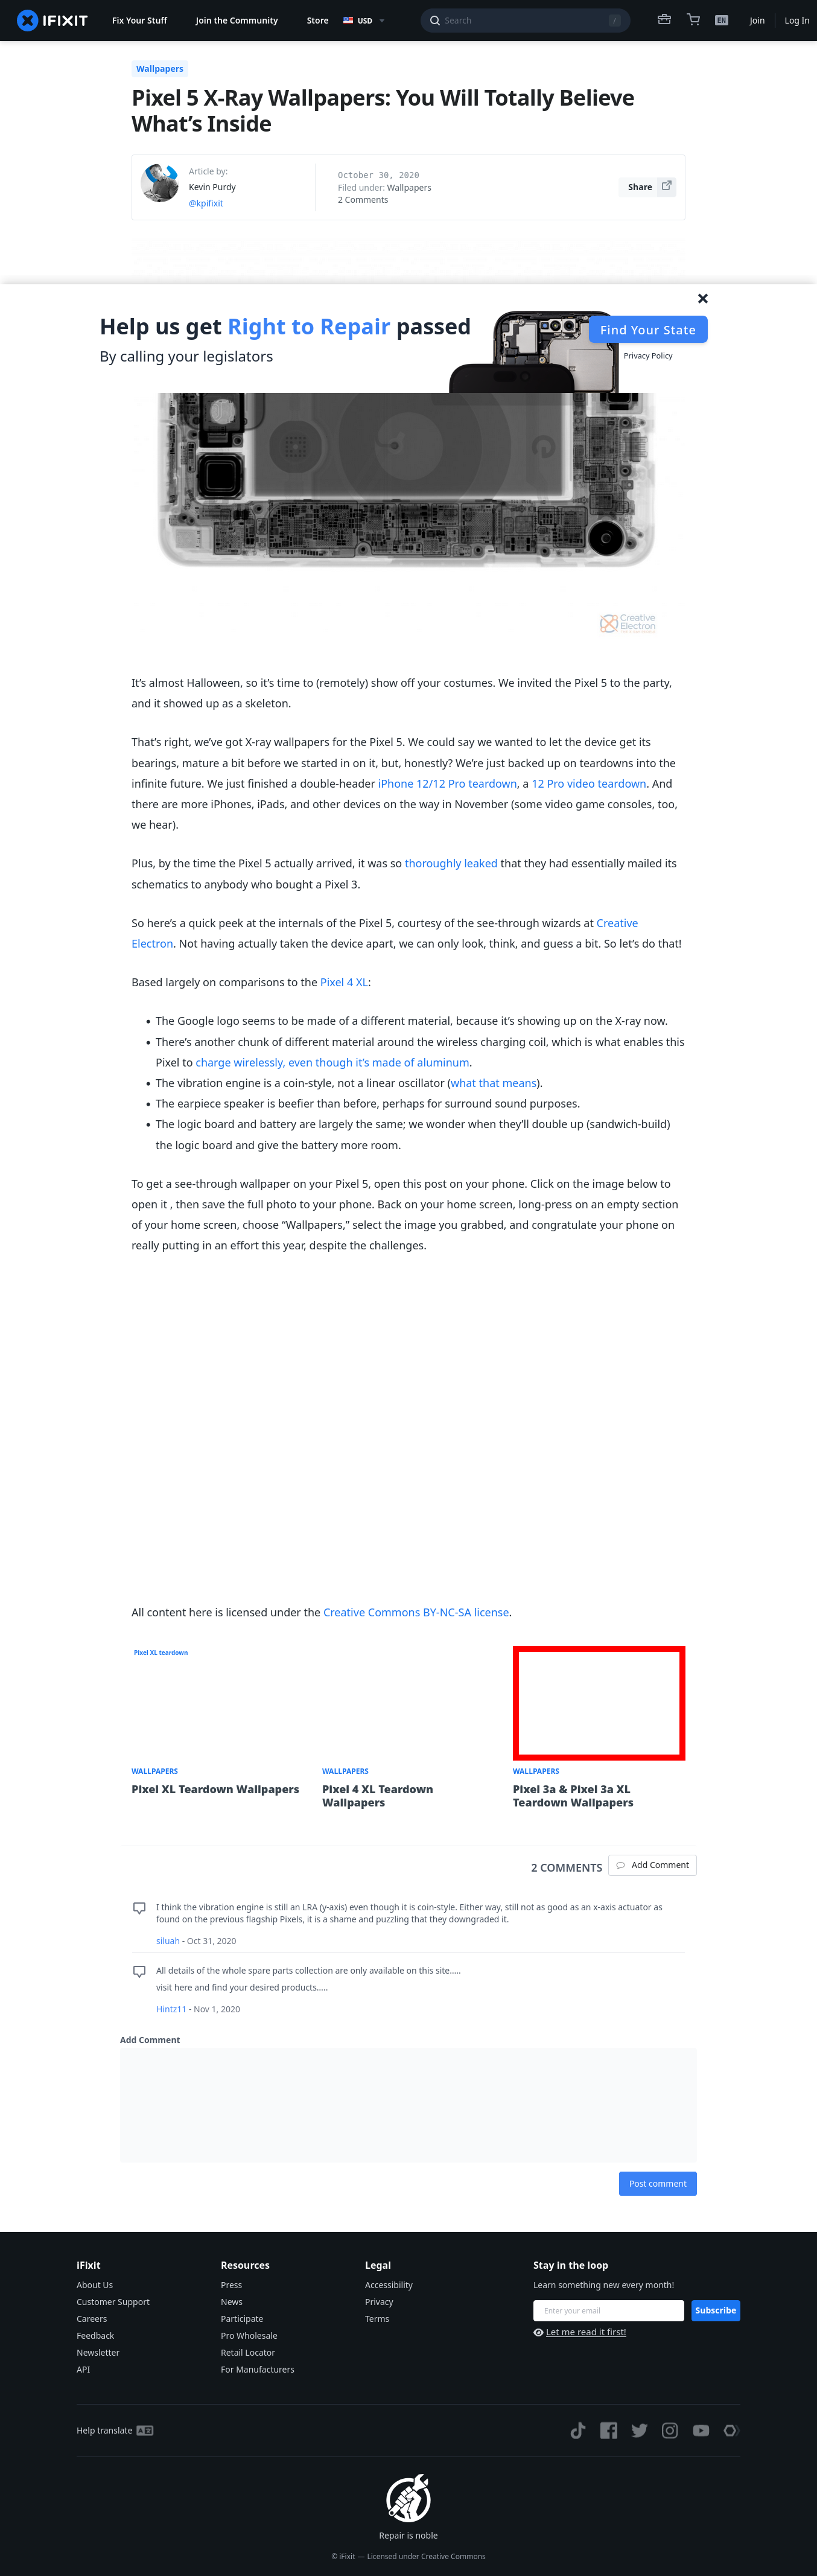 IFIXIT
Fix Your Stuff
Join the Community
Store
USD
Search
/
EN
Join
Log In
Wallpapers
Pixel 5 X-Ray Wallpapers: You Will Totally Believe
What’s Inside
Article by:
Kevin Purdy
@kpifixit
October 30, 2020
Filed under: Wallpapers
2 Comments
Share
Help us get Right to Repair passed
By calling your legislators
Find Your State
Privacy Policy
Creative
Electron
It’s almost Halloween, so it’s time to (remotely) show off your costumes. We invited the Pixel 5 to the party,
and it showed up as a skeleton.
That’s right, we’ve got X-ray wallpapers for the Pixel 5. We could say we wanted to let the device get its
bearings, mature a bit before we started in on it, but, honestly? We’re just backed up on teardowns into the
infinite future. We just finished a double-header iPhone 12/12 Pro teardown, a 12 Pro video teardown. And
there are more iPhones, iPads, and other devices on the way in November (some video game consoles, too,
we hear).
Plus, by the time the Pixel 5 actually arrived, it was so thoroughly leaked that they had essentially mailed its
schematics to anybody who bought a Pixel 3.
So here’s a quick peek at the internals of the Pixel 5, courtesy of the see-through wizards at Creative
Electron. Not having actually taken the device apart, we can only look, think, and guess a bit. So let’s do that!
Based largely on comparisons to the Pixel 4 XL:
• The Google logo seems to be made of a different material, because it’s showing up on the X-ray now.
• There’s another chunk of different material around the wireless charging coil, which is what enables this
Pixel to charge wirelessly, even though it’s made of aluminum.
• The vibration engine is a coin-style, not a linear oscillator (what that means).
• The earpiece speaker is beefier than before, perhaps for surround sound purposes.
• The logic board and battery are largely the same; we wonder when they’ll double up (sandwich-build)
the logic board and give the battery more room.
To get a see-through wallpaper on your Pixel 5, open this post on your phone. Click on the image below to
open it , then save the full photo to your phone. Back on your home screen, long-press on an empty section
of your home screen, choose “Wallpapers,” select the image you grabbed, and congratulate your phone on
really putting in an effort this year, despite the challenges.
All content here is licensed under the Creative Commons BY-NC-SA license.
Pixel XL teardown
WALLPAPERS
Pixel XL Teardown Wallpapers
WALLPAPERS
Pixel 4 XL Teardown
Wallpapers
WALLPAPERS
Pixel 3a & Pixel 3a XL
Teardown Wallpapers
2 COMMENTS
Add Comment
I think the vibration engine is still an LRA (y-axis) even though it is coin-style. Either way, still not as good as an x-axis actuator as
found on the previous flagship Pixels, it is a shame and puzzling that they downgraded it.
siluah - Oct 31, 2020
All details of the whole spare parts collection are only available on this site.....
visit here and find your desired products.....
Hintz11 - Nov 1, 2020
Add Comment
Post comment
iFixit
About Us
Customer Support
Careers
Feedback
Newsletter
API
Resources
Press
News
Participate
Pro Wholesale
Retail Locator
For Manufacturers
Legal
Accessibility
Privacy
Terms
Stay in the loop
Learn something new every month!
Enter your email
Subscribe
Let me read it first!
Help translate
Repair is noble
© iFixit — Licensed under Creative Commons